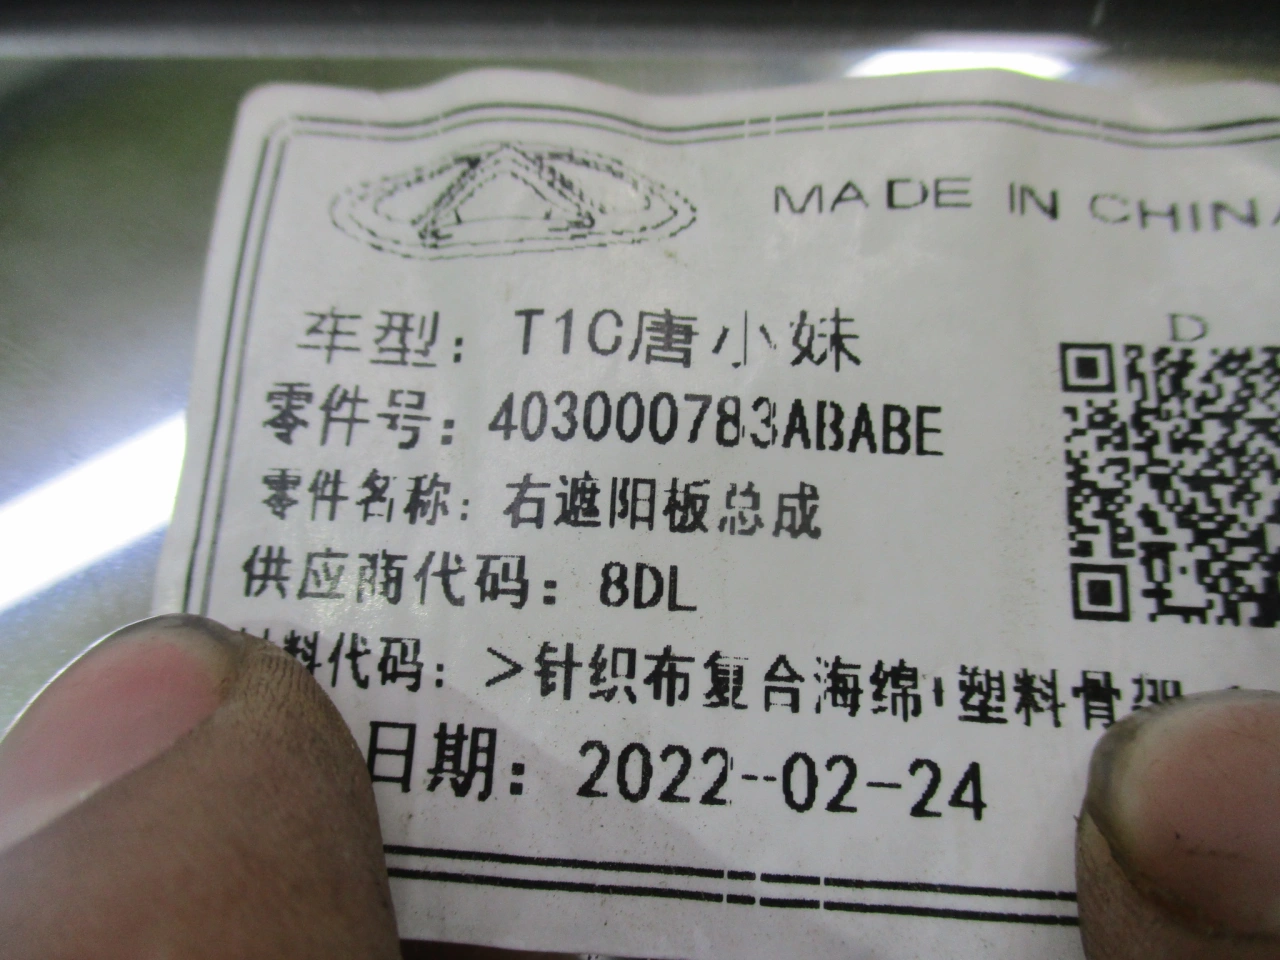 MADE IN CHINA
车型：T1C唐小妹
D
零件号：403000783ABABE
零件名称：右遮阳板总成
供应商代码：8DL
材料代码：>针织布复合海绵+塑料骨架
日期：2022-02-24